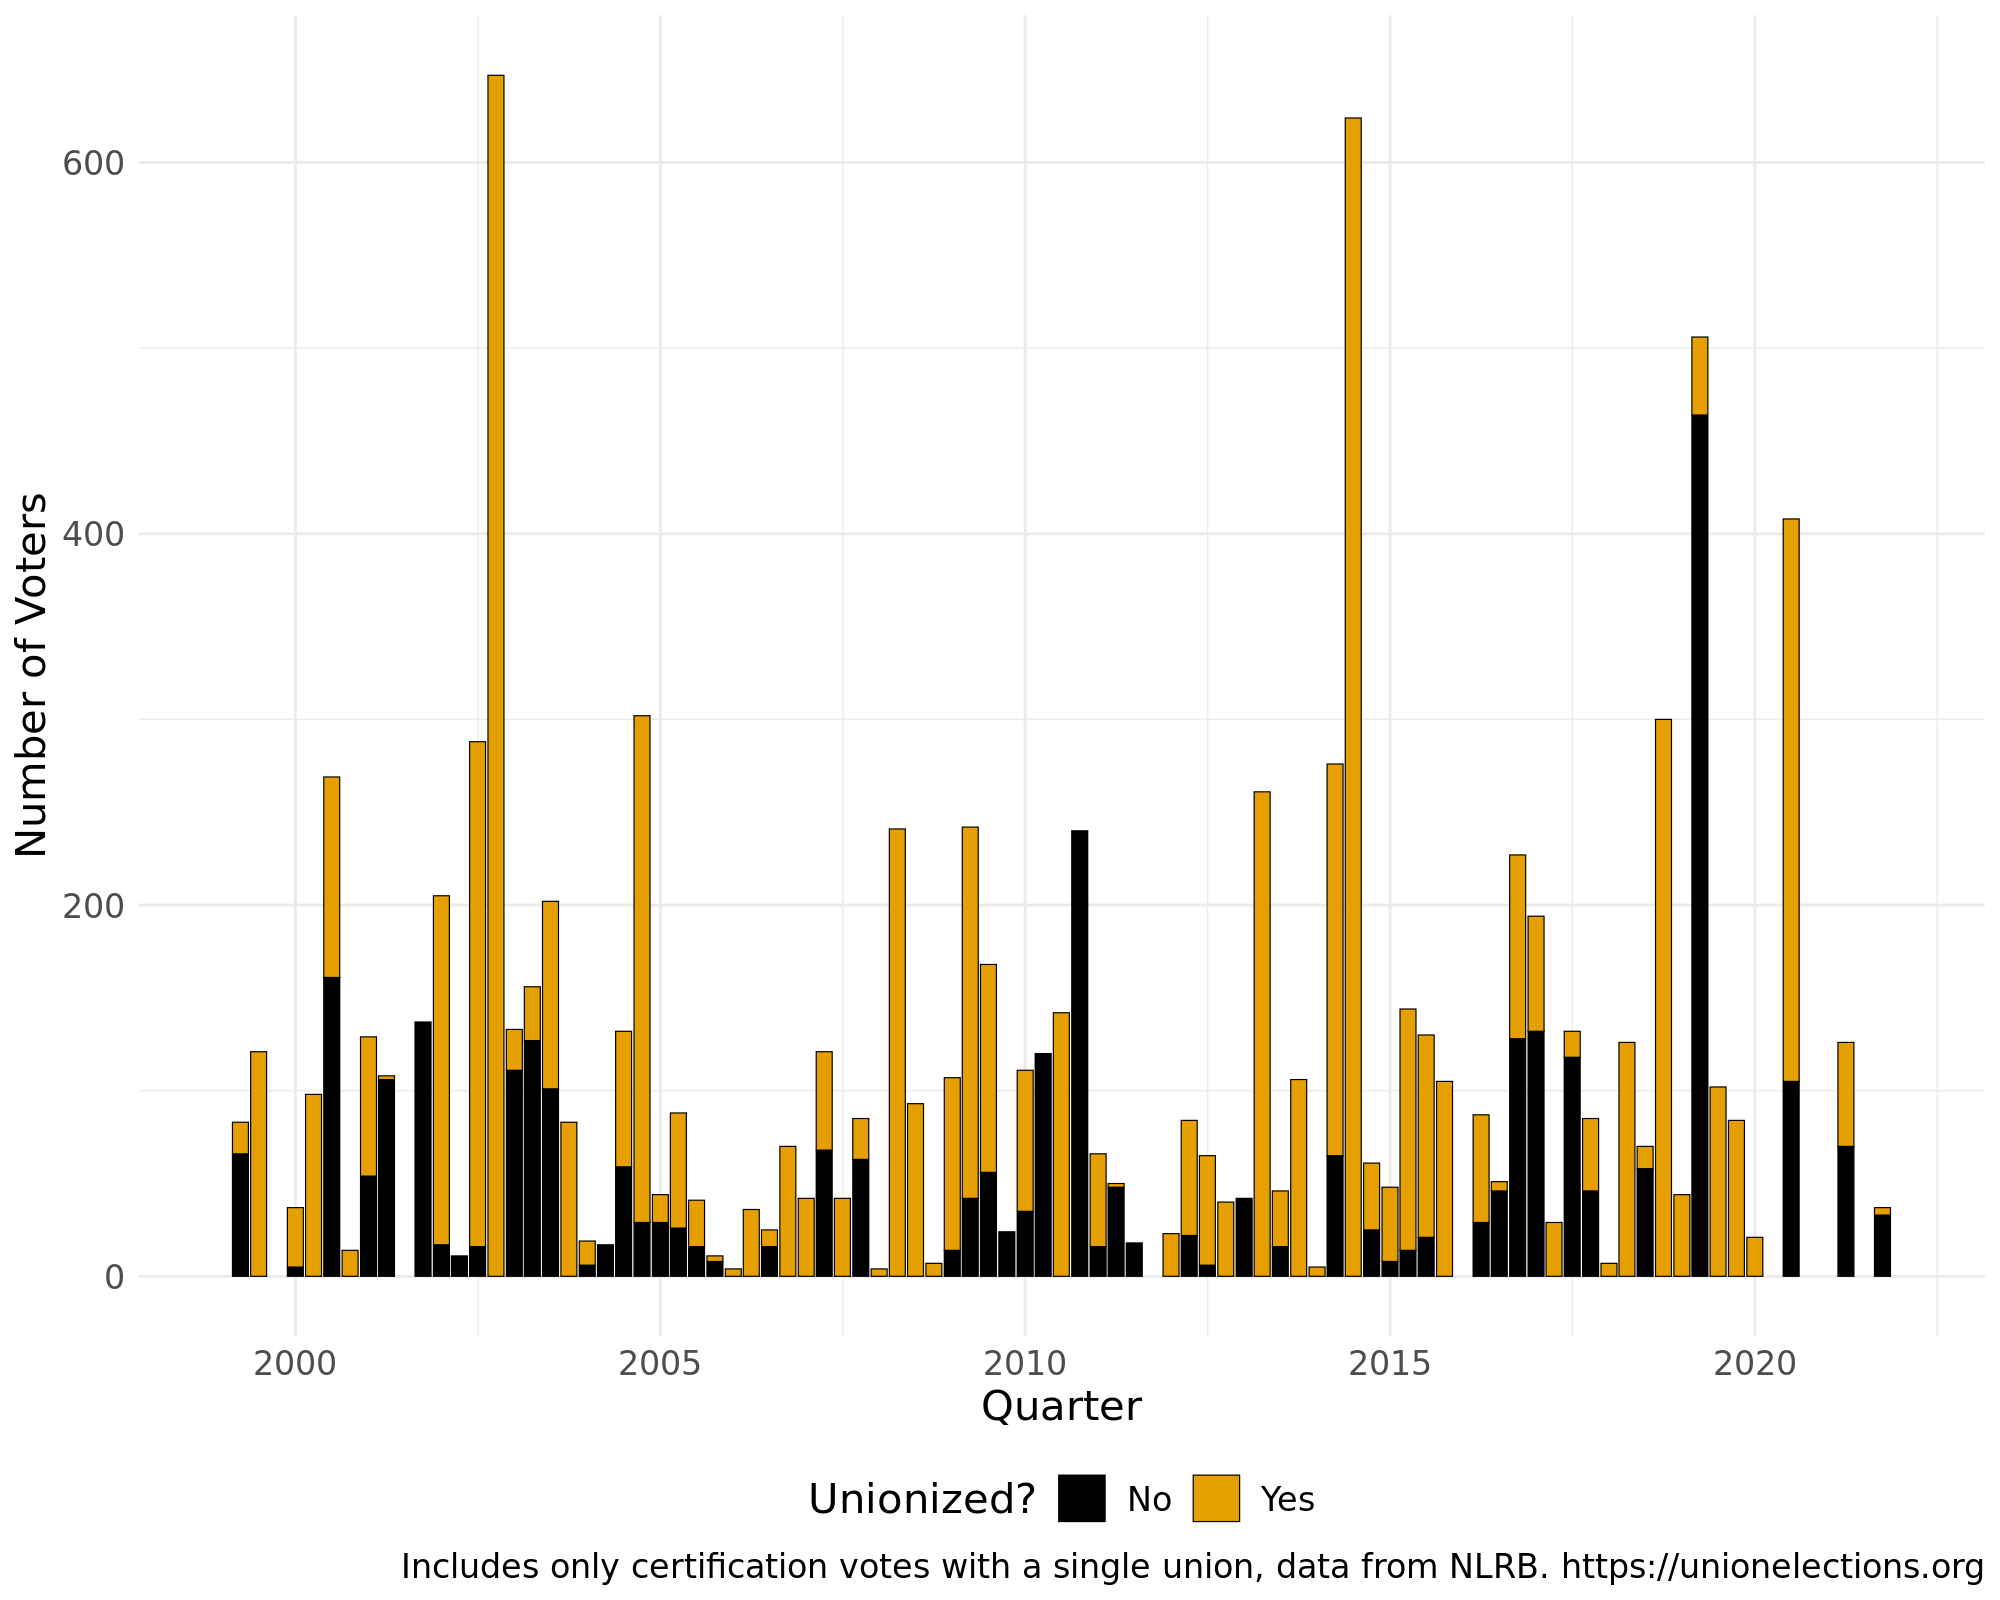 600
400
200
0
Number of Voters
2000 2005 2010 2015 2020
Quarter
Unionized? No Yes
Includes only certification votes with a single union, data from NLRB. https://unionelections.org